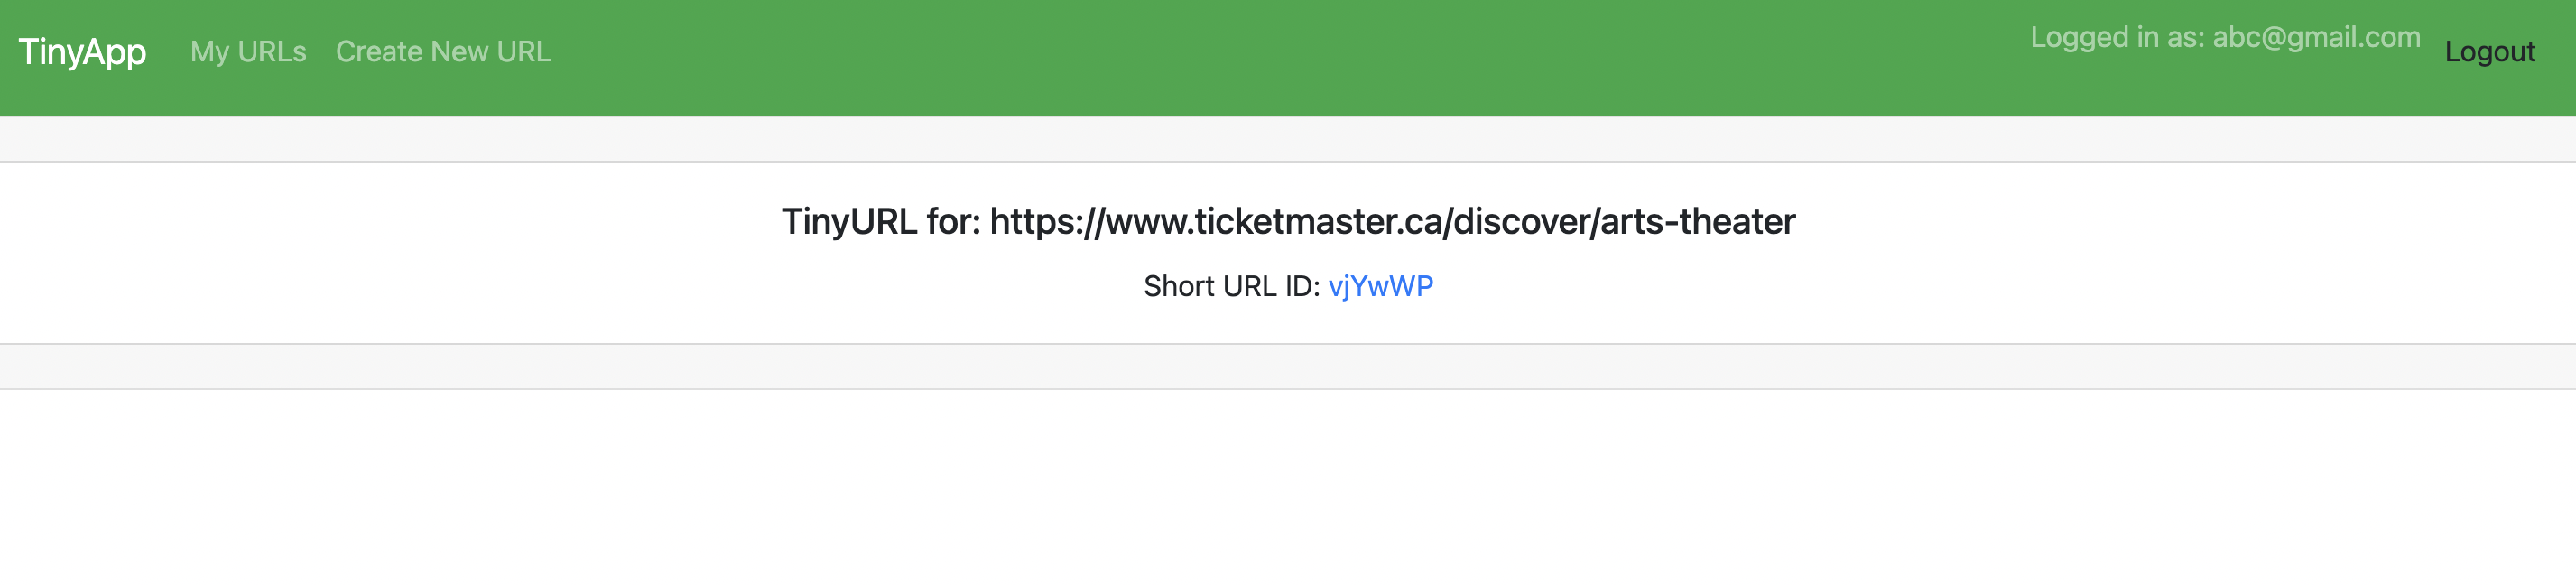 TinyApp My URLs Create New URL Logged in as: abc@gmail.com Logout
TinyURL for: https://www.ticketmaster.ca/discover/arts-theater
Short URL ID: vjYwWP